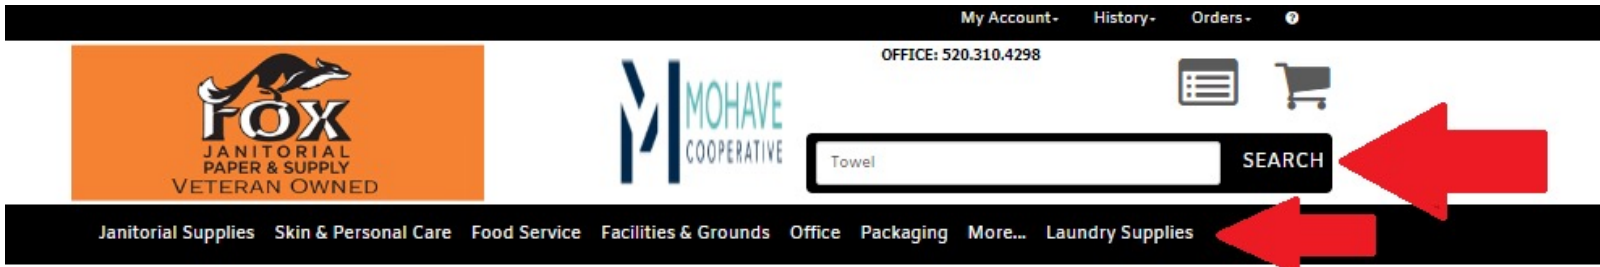 My Account History Orders ?
OFFICE: 520.310.4298
FOX
JANITORIAL
PAPER & SUPPLY
VETERAN OWNED
MOHAVE
COOPERATIVE
Towel SEARCH
Janitorial Supplies Skin & Personal Care Food Service Facilities & Grounds Office Packaging More... Laundry Supplies